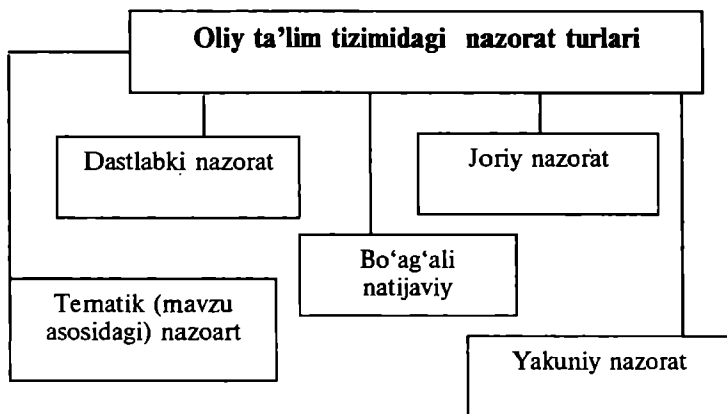 Oliy ta’lim tizimidagi nazorat turlari
Dastlabki nazorat
Joriy nazorat
Bo‘ag‘ali
natijaviy
Tematik (mavzu
asosidagi) nazoart
Yakuniy nazorat